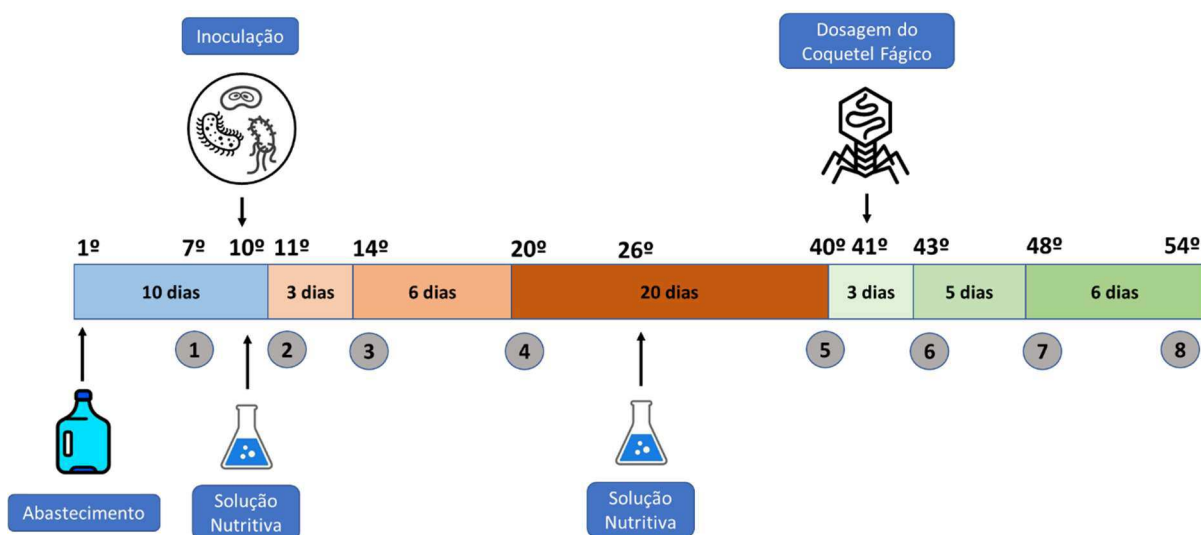 Inoculação
Dosagem do
Coquetel Fágico
1º 7º 10º 11º 14º 20º 26º 40º 41º 43º 48º 54º
10 dias 3 dias 6 dias 20 dias 3 dias 5 dias 6 dias
1 2 3 4 5 6 7 8
Abastecimento
Solução
Nutritiva
Solução
Nutritiva